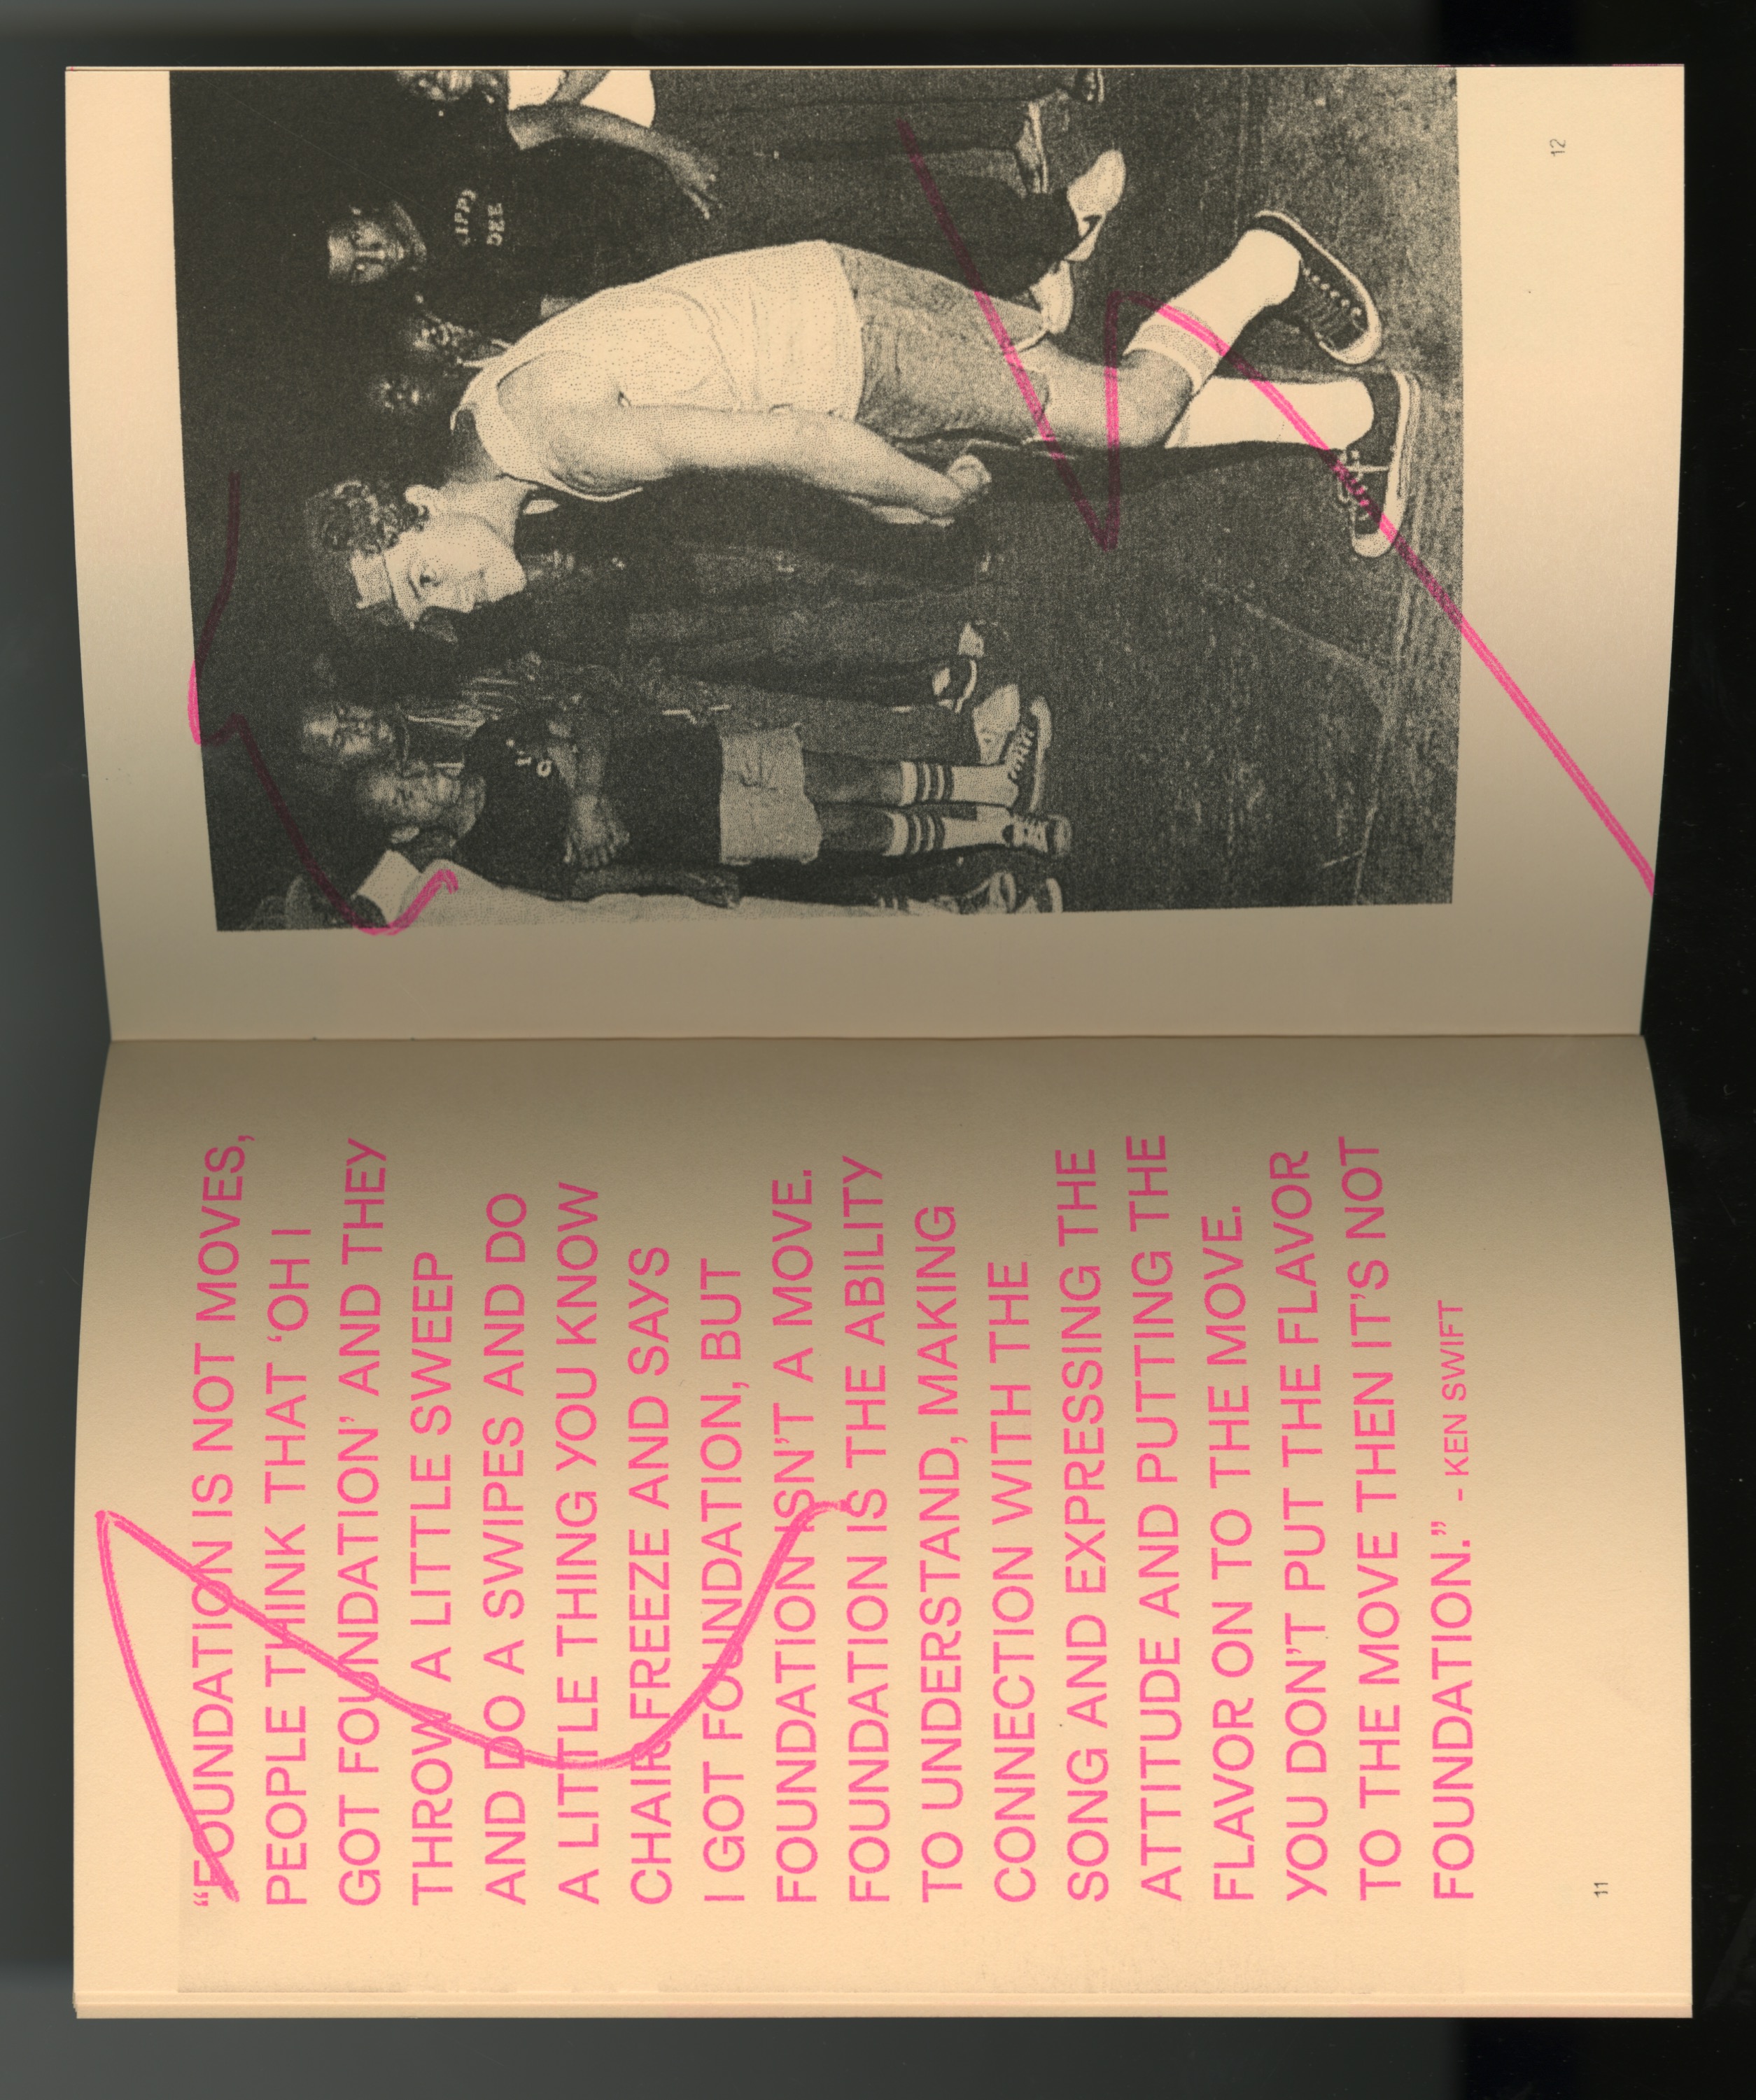 “FOUNDATION IS NOT MOVES,
PEOPLE THINK THAT ‘OH I
GOT FOUNDATION’ AND THEY
THROW A LITTLE SWEEP
AND DO A SWIPES AND DO
A LITTLE THING YOU KNOW
CHAIR FREEZE AND SAYS
I GOT FOUNDATION, BUT
FOUNDATION ISN’T A MOVE.
FOUNDATION IS THE ABILITY
TO UNDERSTAND, MAKING
CONNECTION WITH THE
SONG AND EXPRESSING THE
ATTITUDE AND PUTTING THE
FLAVOR ON TO THE MOVE.
YOU DON’T PUT THE FLAVOR
TO THE MOVE THEN IT’S NOT
FOUNDATION.” - KEN SWIFT
11
DEE
12